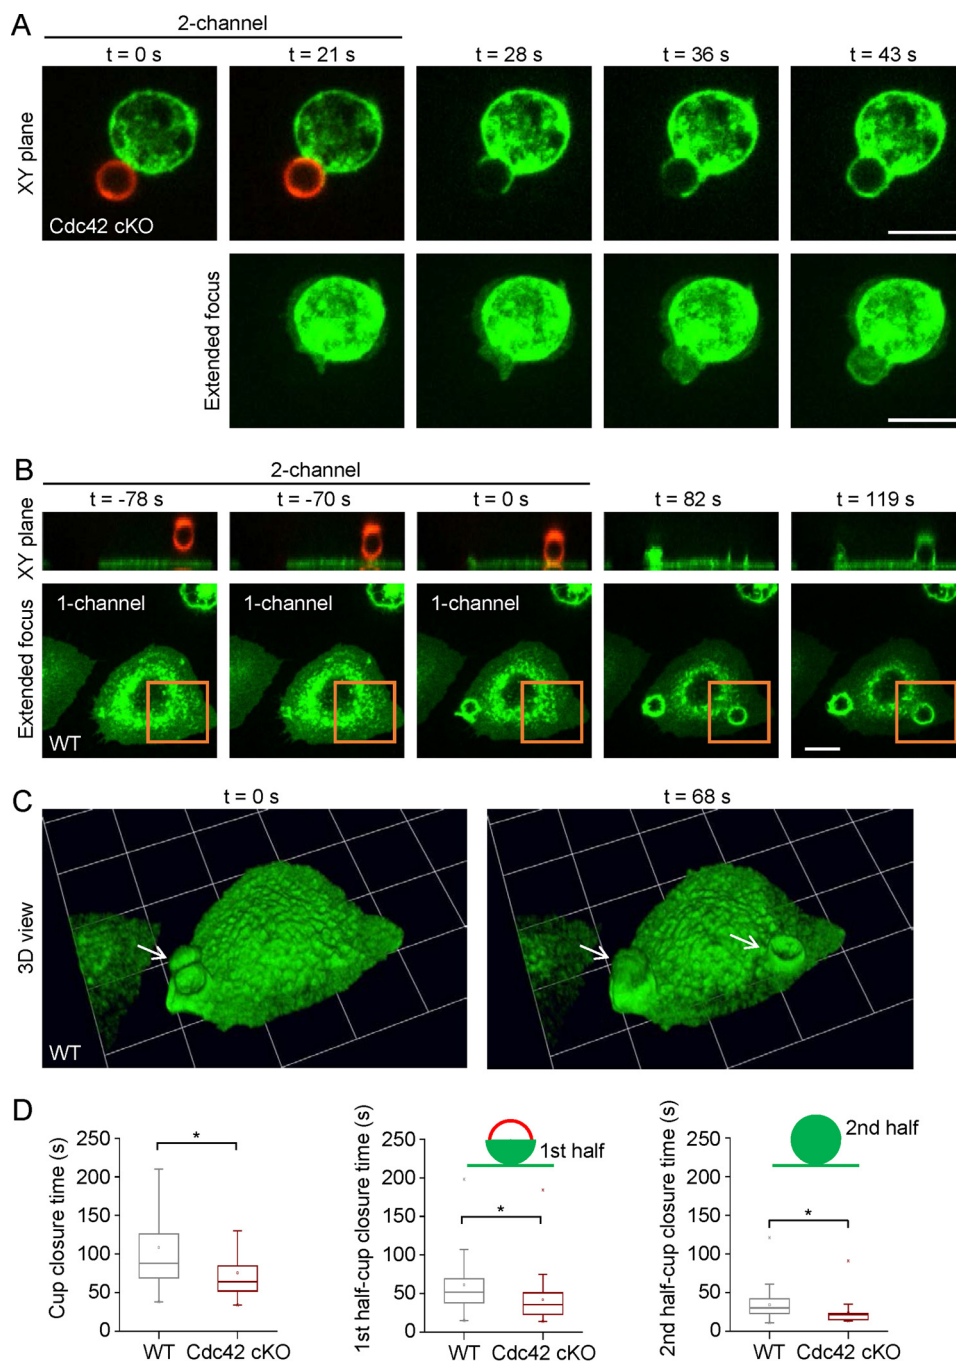 A
2-channel
t = 0 s
t = 21 s
t = 28 s
t = 36 s
t = 43 s
XY plane
Cdc42 cKO
Extended focus
B
2-channel
t = -78 s
t = -70 s
t = 0 s
t = 82 s
t = 119 s
XY plane
Extended focus
1-channel
1-channel
1-channel
WT
C
t = 0 s
t = 68 s
3D view
WT
D
Cup closure time (s)
250
200
150
100
50
0
*
WT
Cdc42 cKO
1st half-cup closure time (s)
250
200
150
100
50
0
1st half
*
WT
Cdc42 cKO
2nd half-cup closure time (s)
250
200
150
100
50
0
2nd half
*
WT
Cdc42 cKO